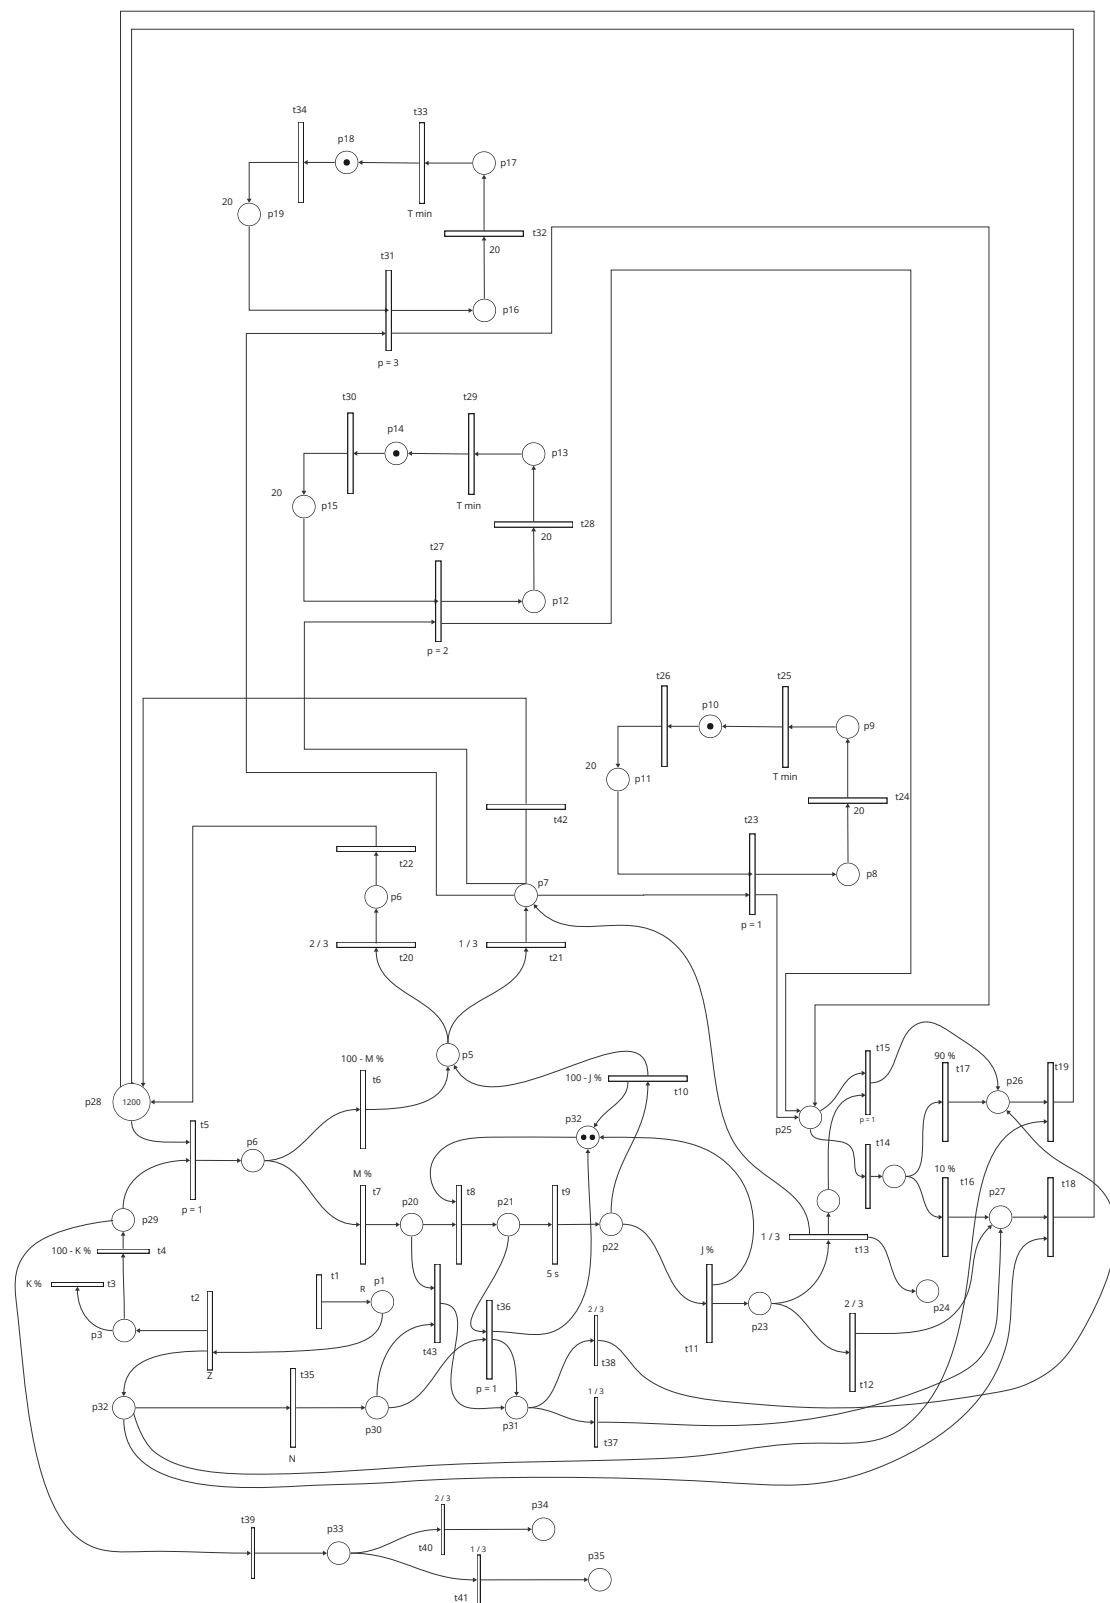 t34
t33
p18
p17
20
p19
T min
t32
20
t31
p16
p = 3
t30
t29
p14
p13
20
p15
T min
t28
20
t27
p12
p = 2
t26
t25
p10
p9
20
p11
T min
t24
20
t23
t42
p8
t22
p7
p6
p = 1
2 / 3
t20
1 / 3
t21
p5
100 - M %
t6
100 - J %
t10
t15
90 %
t17
p26
t19
p28
1200
p32
p = 1
p25
t5
p6
t14
M %
t7
p20
t8
p21
t9
10 %
t16
p27
t18
p = 1
p29
p22
1 / 3
t13
100 - K %
t4
J %
5 s
K %
t3
t1
R
p1
t2
p24
p3
t36
2 / 3
2 / 3
p23
t43
t11
t38
Z
t35
p = 1
t12
1 / 3
p32
p30
p31
t37
N
2 / 3
p34
t39
p33
t40
1 / 3
p35
t41